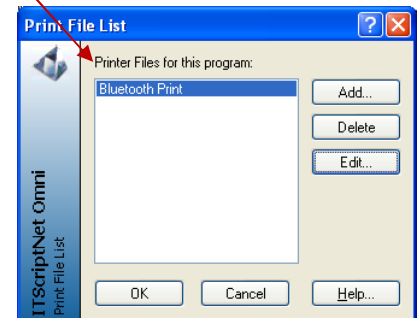 Print File List
?
X
Printer Files for this program:
Bluetooth Print
Add...
Delete
Edit...
ITScriptNet Omni
Print File List
OK
Cancel
Help...